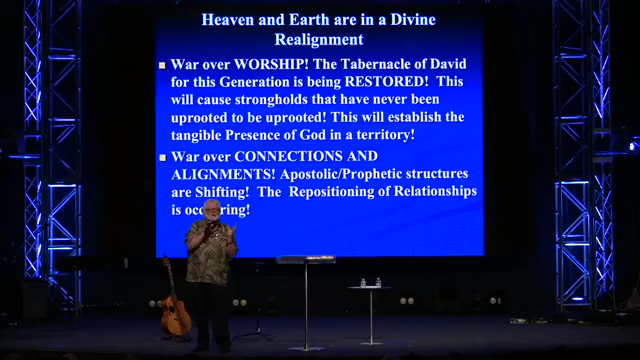 Heaven and Earth are in a Divine
Realignment
War over WORSHIP! The Tabernacle of David
for this Generation is being RESTORED! This
will cause strongholds that have never been
uprooted to be uprooted! This will establish the
tangible Presence of God in a territory!
War over CONNECTIONS AND
ALIGNMENTS! Apostolic/Prophetic structures
are Shifting! The Repositioning of Relationships
is occurring!